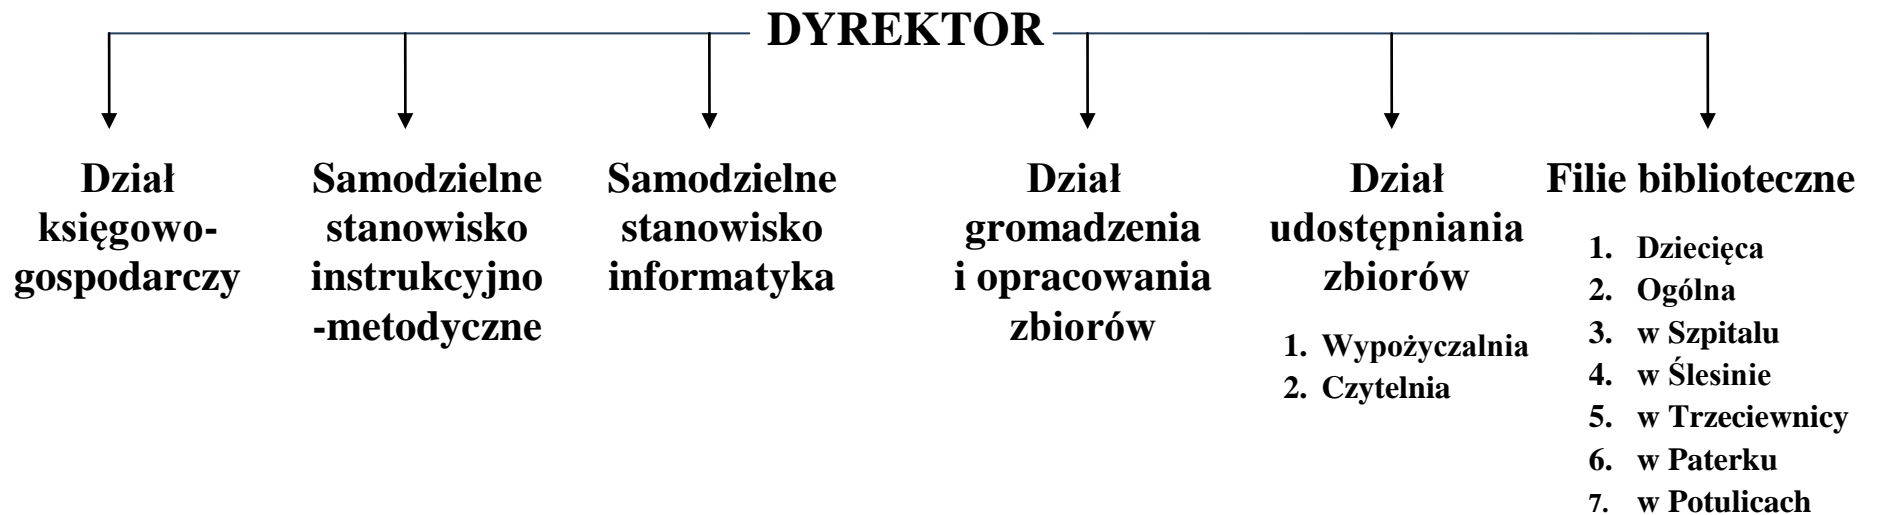 DYREKTOR
Dział
księgowo-
gospodarczy
Samodzielne
stanowisko
instrukcyjno
-metodyczne
Samodzielne
stanowisko
informatyka
Dział
gromadzenia
i opracowania
zbiorów
Dział
udostępniania
zbiorów
1. Wypożyczalnia
2. Czytelnia
Filie biblioteczne
1. Dziecięca
2. Ogólna
3. w Szpitalu
4. w Ślesinie
5. w Trzeciewnicy
6. w Paterku
7. w Potulicach